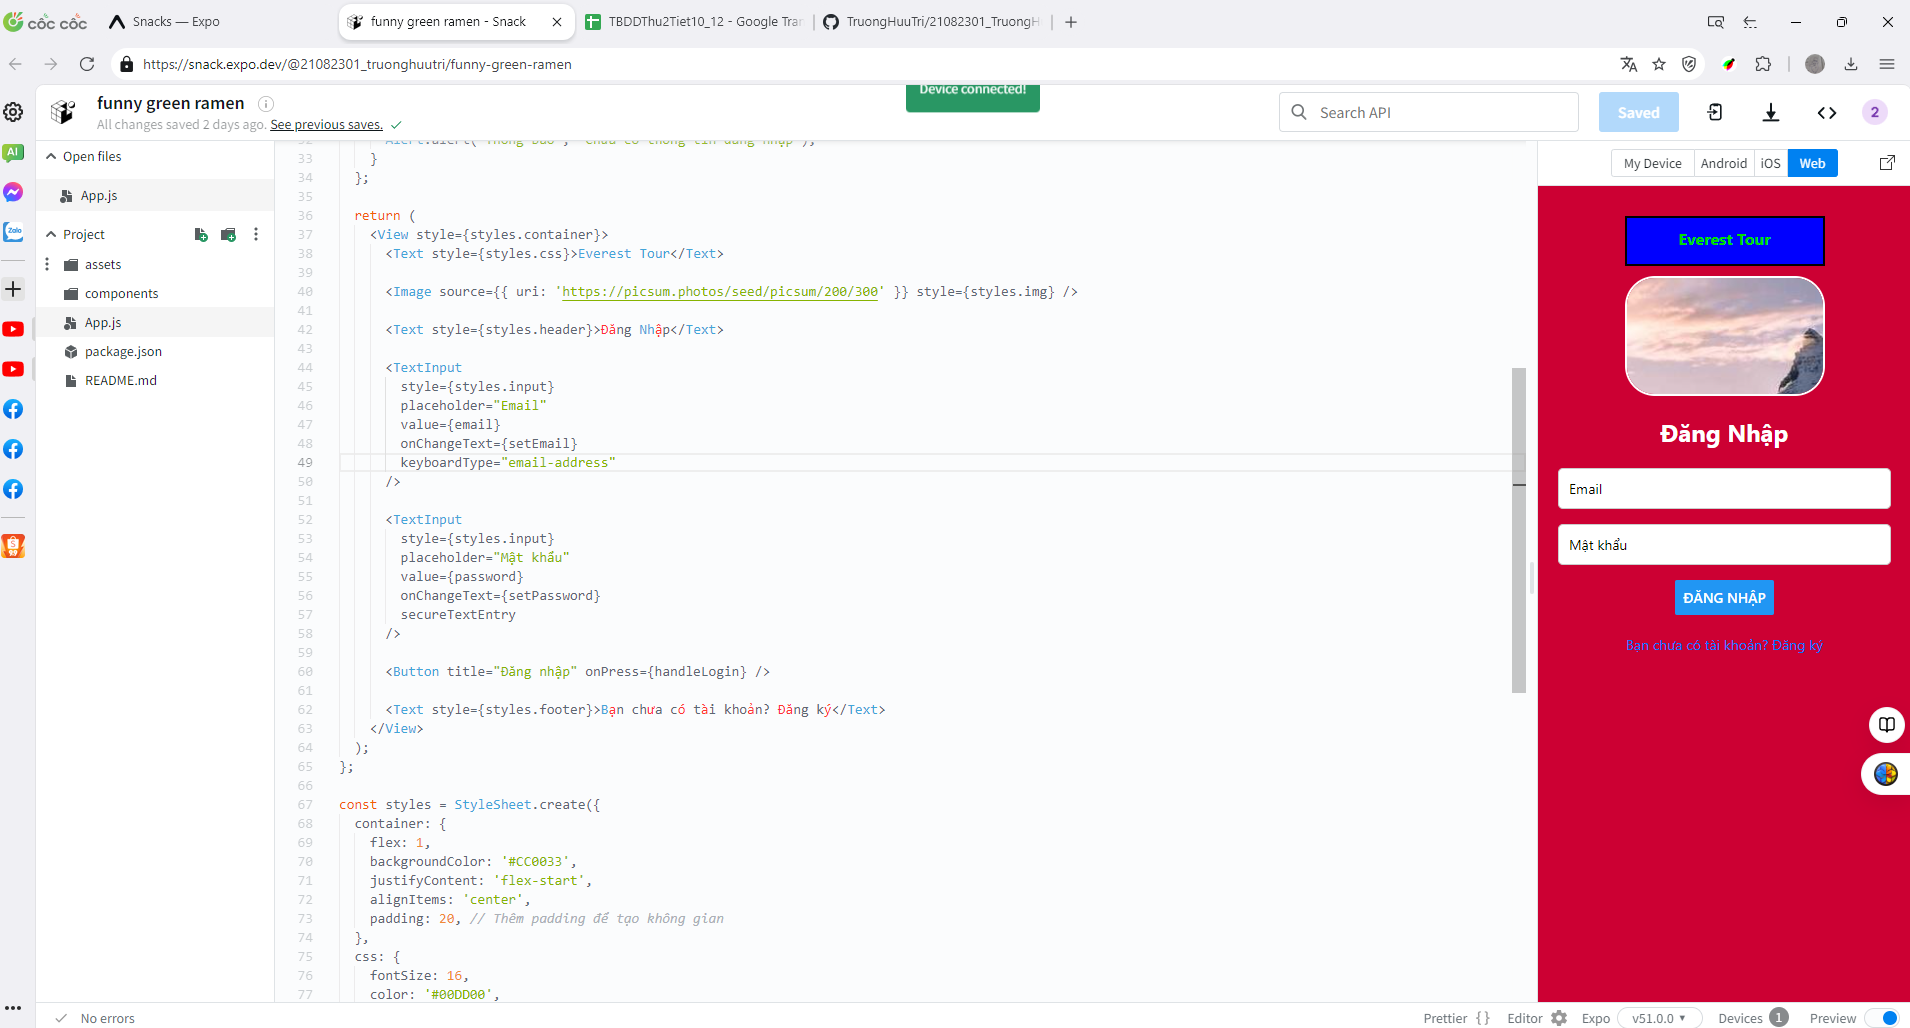 cốc cốc
Snacks — Expo
funny green ramen - Snack
TBDDThu2Tiet10_12 - Google Tran
TruongHuuTri/21082301_TruongH
https://snack.expo.dev/@21082301_truonghuutri/funny-green-ramen
funny green ramen
All changes saved 2 days ago. See previous saves.
Device connected!
Search API
Saved
2
AI
Zalo
9.9
Open files
App.js
Project
assets
components
App.js
package.json
README.md
33 }
34 };
35
36 return (
37 <View style={styles.container}>
38 <Text style={styles.css}>Everest Tour</Text>
39
40 <Image source={{ uri: 'https://picsum.photos/seed/picsum/200/300' }} style={styles.img} />
41
42 <Text style={styles.header}>Đăng Nhập</Text>
43
44 <TextInput
45 style={styles.input}
46 placeholder="Email"
47 value={email}
48 onChangeText={setEmail}
49 keyboardType="email-address"
50 />
51
52 <TextInput
53 style={styles.input}
54 placeholder="Mật khẩu"
55 value={password}
56 onChangeText={setPassword}
57 secureTextEntry
58 />
59
60 <Button title="Đăng nhập" onPress={handleLogin} />
61
62 <Text style={styles.footer}>Bạn chưa có tài khoản? Đăng ký</Text>
63 </View>
64 );
65 };
66
67 const styles = StyleSheet.create({
68 container: {
69 flex: 1,
70 backgroundColor: '#CC0033',
71 justifyContent: 'flex-start',
72 alignItems: 'center',
73 padding: 20, // Thêm padding để tạo không gian
74 },
75 css: {
76 fontSize: 16,
77 color: '#00DD00',
My Device
Android
iOS
Web
Everest Tour
Đăng Nhập
Email
Mật khẩu
ĐĂNG NHẬP
Bạn chưa có tài khoản? Đăng ký
No errors
Prettier {}
Editor
Expo
v51.0.0
Devices 1
Preview